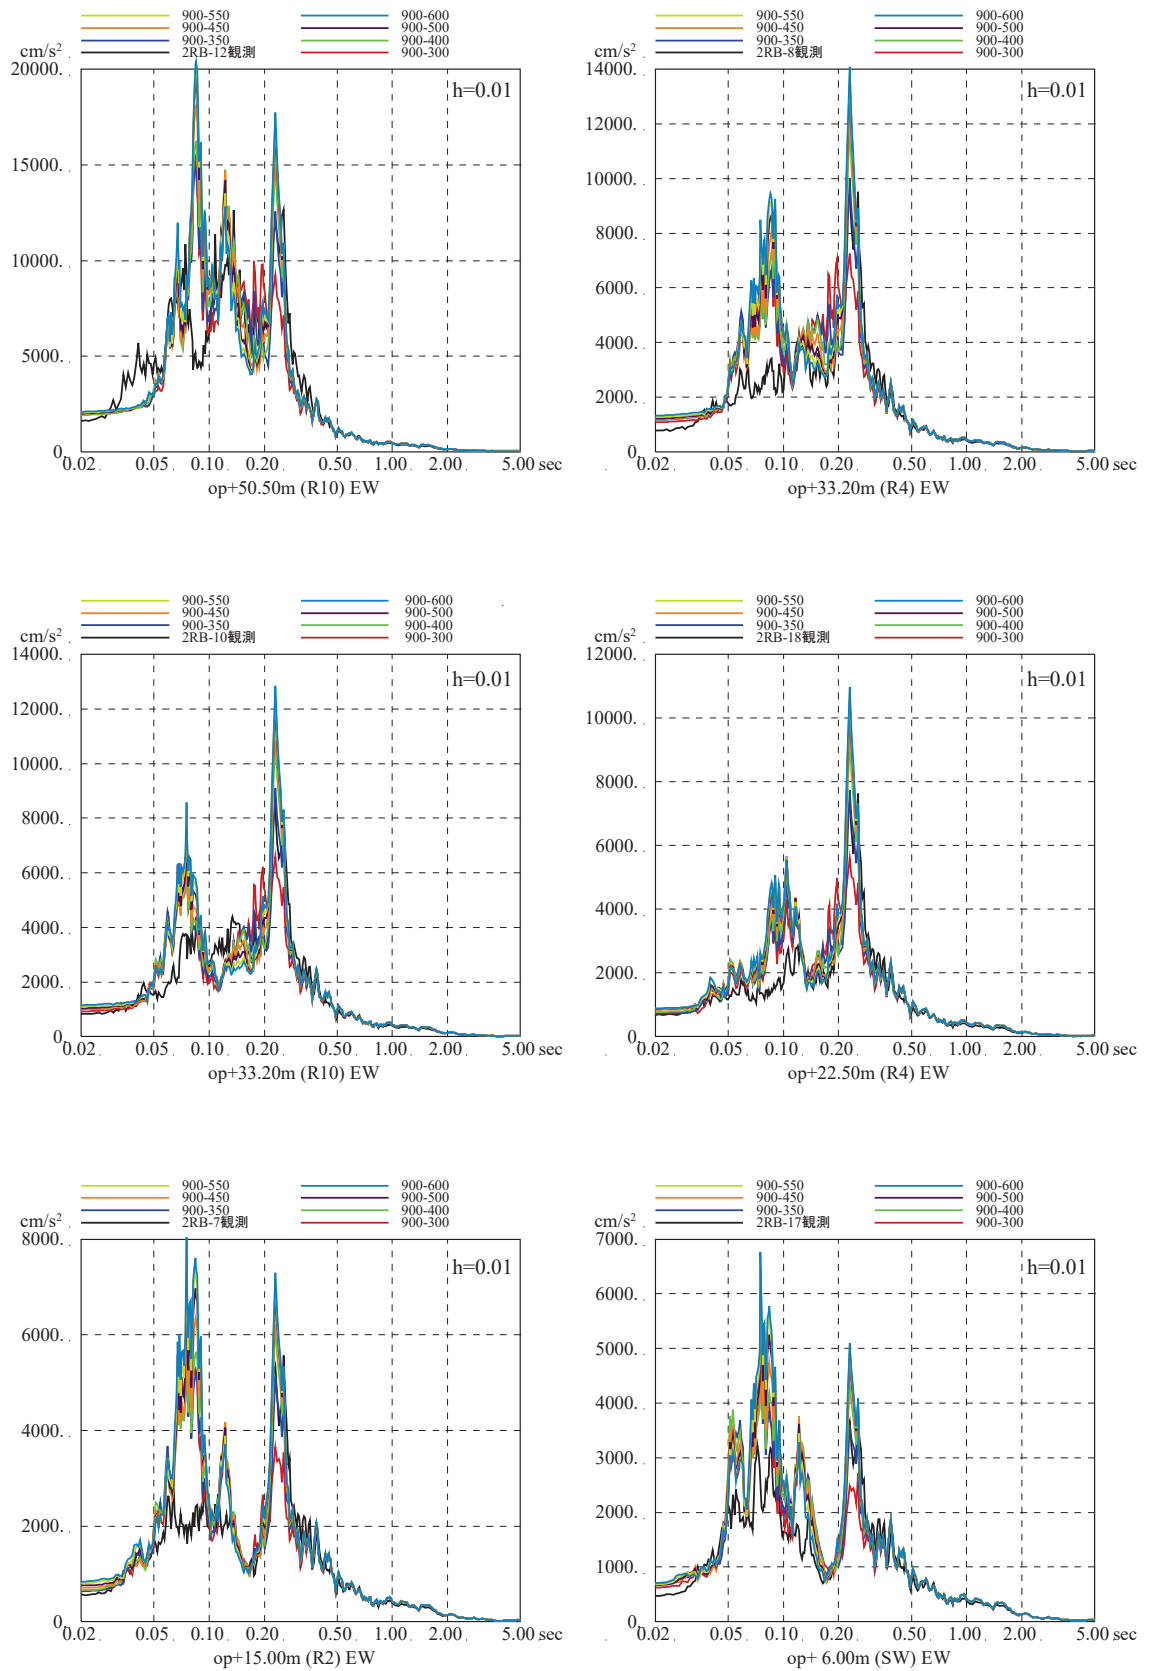 900-550 900-600
900-450 900-500
900-350 900-400
2RB-12観測 900-300
cm/s²
h=0.01
20000.
15000.
10000.
5000.
0.
0.02 0.05 0.10 0.20 0.50 1.00 2.00 5.00 sec
op+50.50m (R10) EW
900-550 900-600
900-450 900-500
900-350 900-400
2RB-8観測 900-300
cm/s²
h=0.01
14000.
12000.
10000.
8000.
6000.
4000.
2000.
0.
0.02 0.05 0.10 0.20 0.50 1.00 2.00 5.00 sec
op+33.20m (R4) EW
900-550 900-600
900-450 900-500
900-350 900-400
2RB-10観測 900-300
cm/s²
h=0.01
14000.
12000.
10000.
8000.
6000.
4000.
2000.
0.
0.02 0.05 0.10 0.20 0.50 1.00 2.00 5.00 sec
op+33.20m (R10) EW
900-550 900-600
900-450 900-500
900-350 900-400
2RB-18観測 900-300
cm/s²
h=0.01
12000.
10000.
8000.
6000.
4000.
2000.
0.
0.02 0.05 0.10 0.20 0.50 1.00 2.00 5.00 sec
op+22.50m (R4) EW
900-550 900-600
900-450 900-500
900-350 900-400
2RB-7観測 900-300
cm/s²
h=0.01
8000.
6000.
4000.
2000.
0.
0.02 0.05 0.10 0.20 0.50 1.00 2.00 5.00 sec
op+15.00m (R2) EW
900-550 900-600
900-450 900-500
900-350 900-400
2RB-17観測 900-300
cm/s²
h=0.01
7000.
6000.
5000.
4000.
3000.
2000.
1000.
0.
0.02 0.05 0.10 0.20 0.50 1.00 2.00 5.00 sec
op+ 6.00m (SW) EW